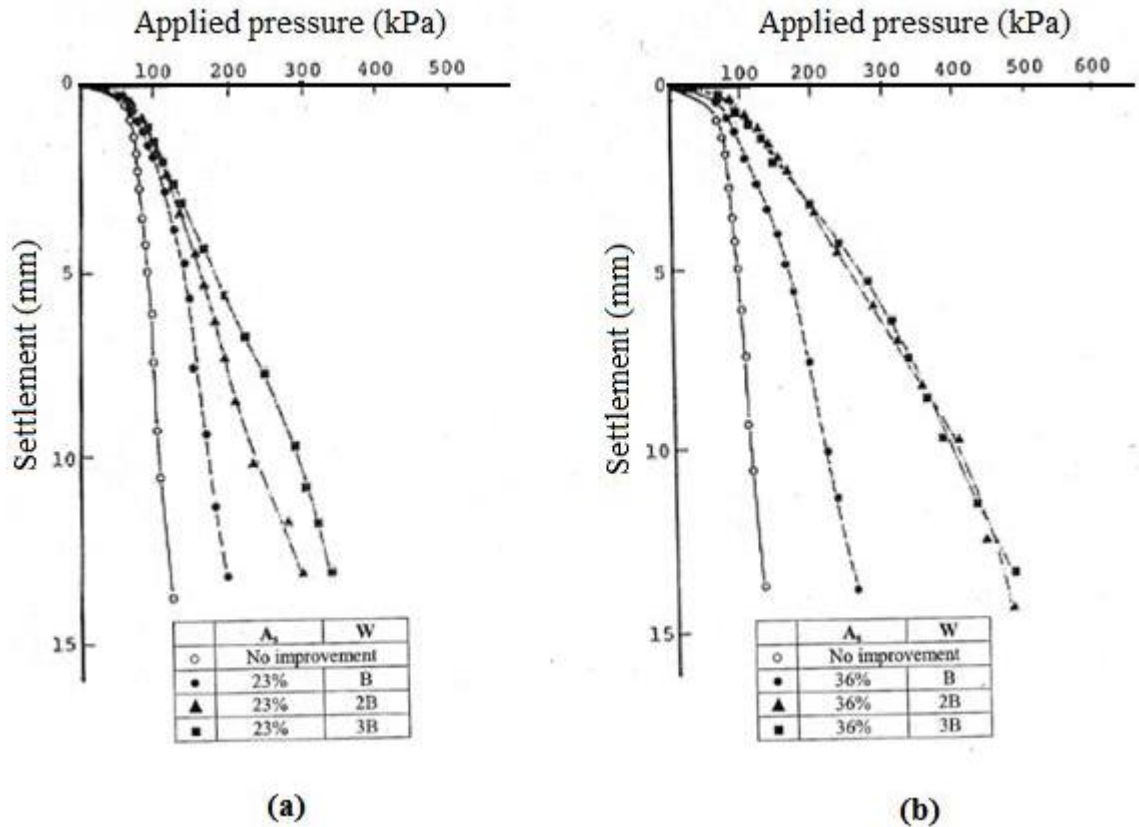 Applied pressure (kPa)
0 100 200 300 400 500
Settlement (mm)
5
10
15
A_s W
No improvement
23% B
23% 2B
23% 3B
(a)
Applied pressure (kPa)
0 100 200 300 400 500 600
Settlement (mm)
5
10
15
A_s W
No improvement
36% B
36% 2B
36% 3B
(b)